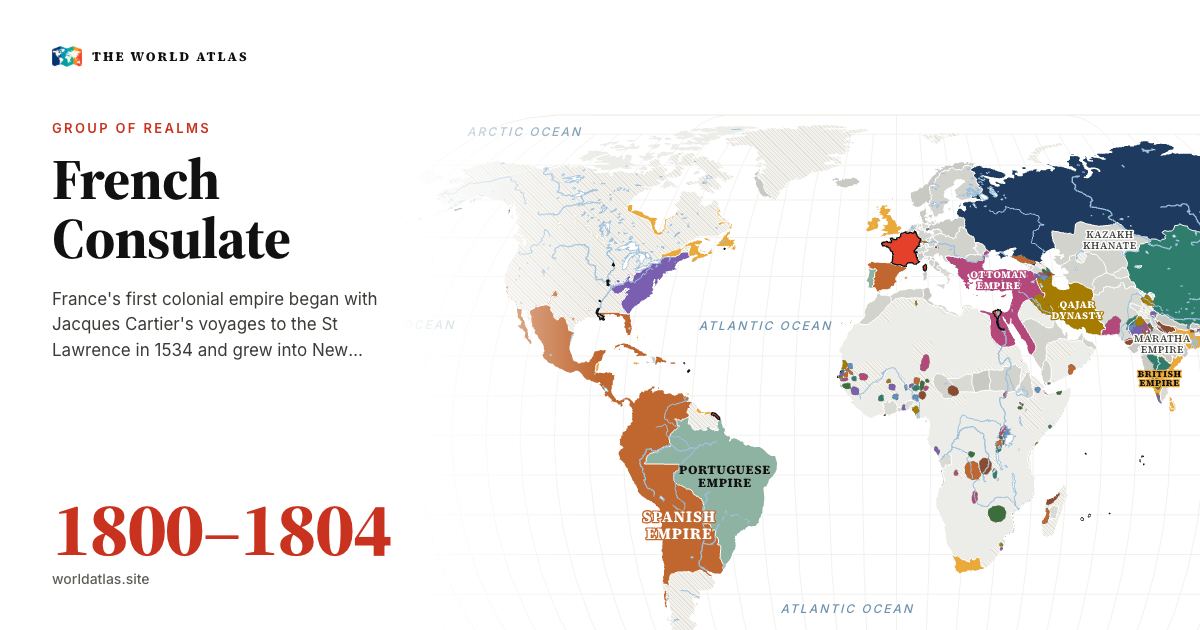 THE WORLD ATLAS
GROUP OF REALMS
French
Consulate
France's first colonial empire began with
Jacques Cartier's voyages to the St
Lawrence in 1534 and grew into New...
1800–1804
worldatlas.site
ARCTIC OCEAN
OCEAN
ATLANTIC OCEAN
KAZAKH
KHANATE
OTTOMAN
EMPIRE
QAJAR
DYNASTY
MARATHA
EMPIRE
BRITISH
EMPIRE
PORTUGUESE
EMPIRE
SPANISH
EMPIRE
ATLANTIC OCEAN